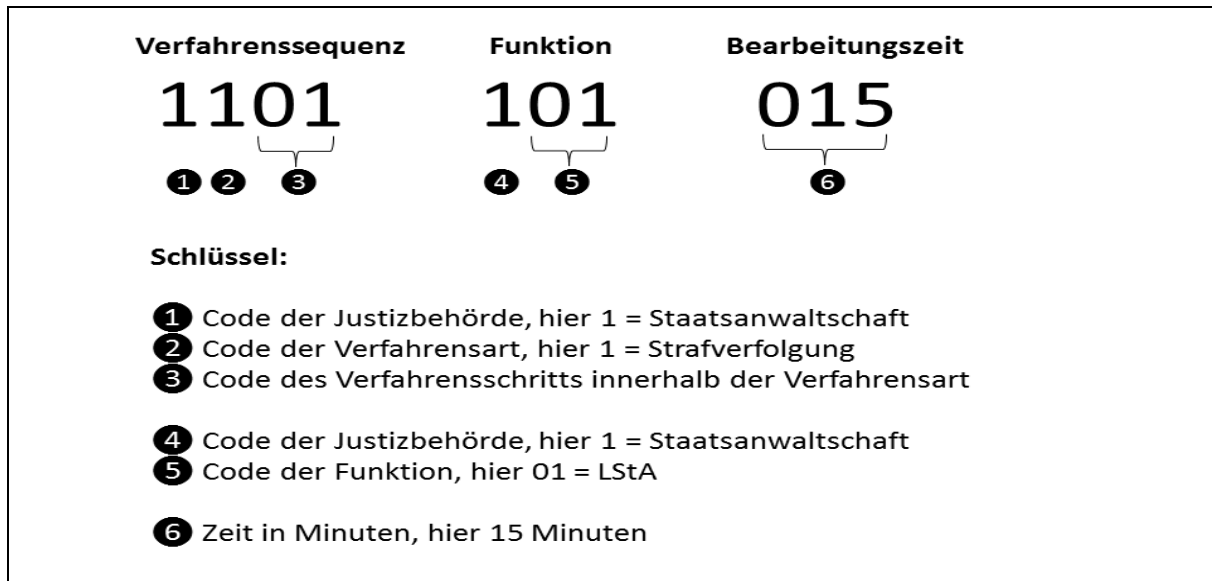 Verfahrenssequenz Funktion Bearbeitungszeit
1101 101 015
1 2 3 4 5 6
Schlüssel:
1 Code der Justizbehörde, hier 1 = Staatsanwaltschaft
2 Code der Verfahrensart, hier 1 = Strafverfolgung
3 Code des Verfahrensschritts innerhalb der Verfahrensart
4 Code der Justizbehörde, hier 1 = Staatsanwaltschaft
5 Code der Funktion, hier 01 = LStA
6 Zeit in Minuten, hier 15 Minuten